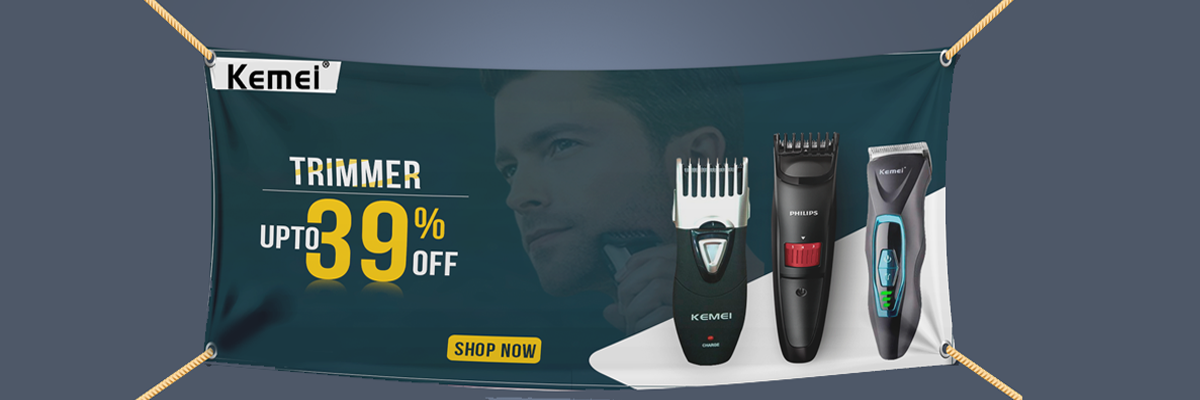 Kemei®
TRIMMER
UPTO 39% OFF
SHOP NOW
KEMEI
CHARGE
PHILIPS
Kemei